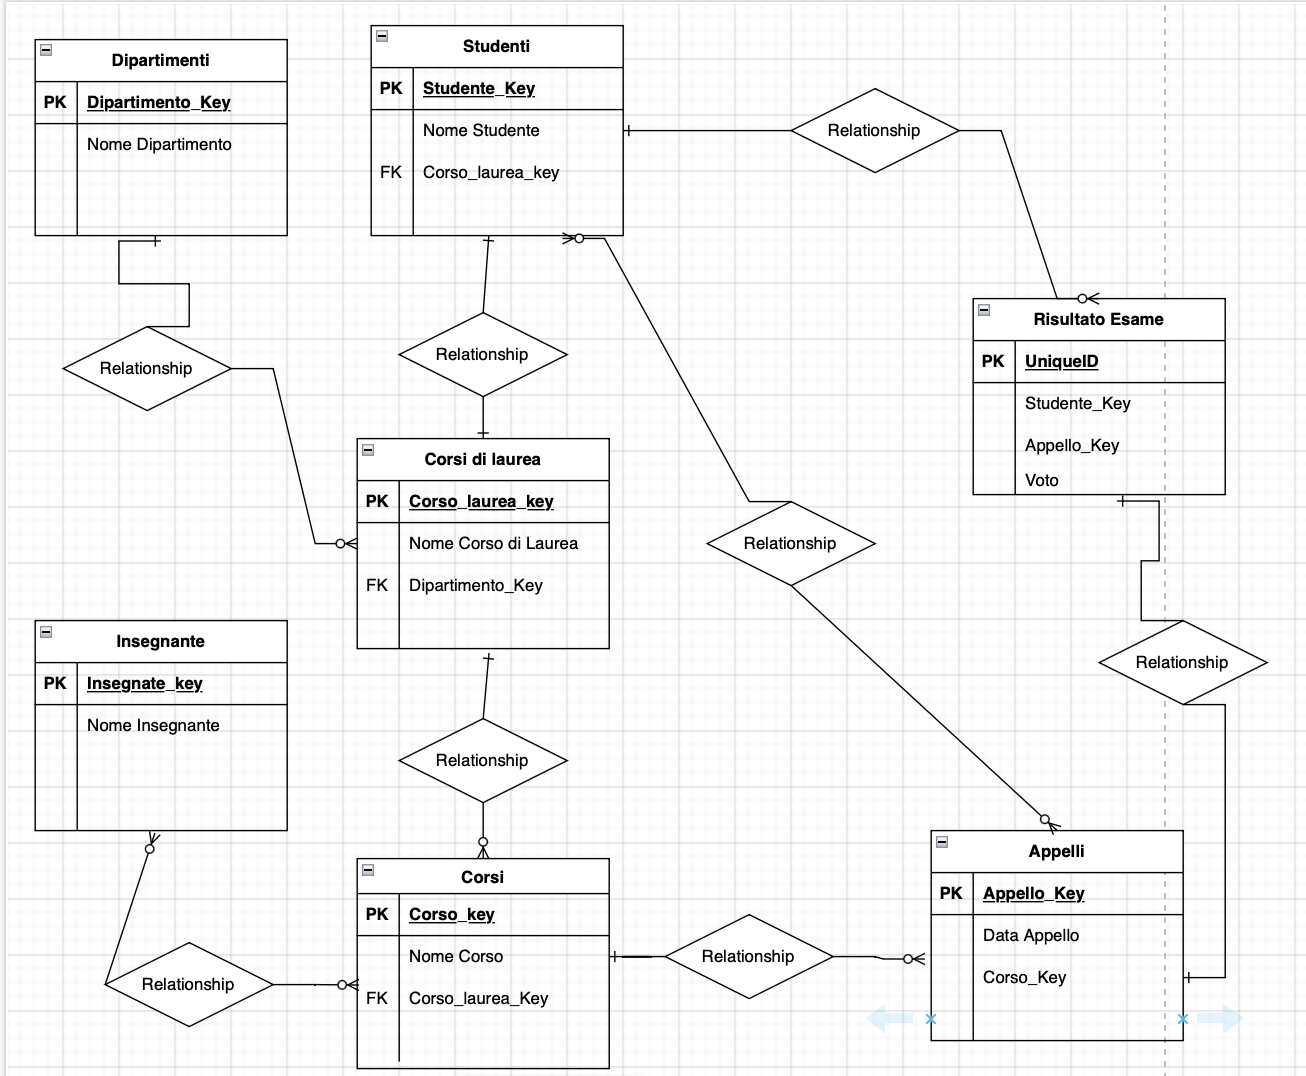 Dipartimenti
PK Dipartimento_Key
Nome Dipartimento
Studenti
PK Studente_Key
Nome Studente
FK Corso_laurea_key
Relationship
Risultato Esame
PK UniqueID
Studente_Key
Appello_Key
Voto
Relationship
Relationship
Corsi di laurea
PK Corso_laurea_key
Nome Corso di Laurea
FK Dipartimento_Key
Relationship
Relationship
Insegnante
PK Insegnate_key
Nome Insegnante
Relationship
Relationship
Corsi
PK Corso_key
Nome Corso
FK Corso_laurea_Key
Relationship
Appelli
PK Appello_Key
Data Appello
Corso_Key